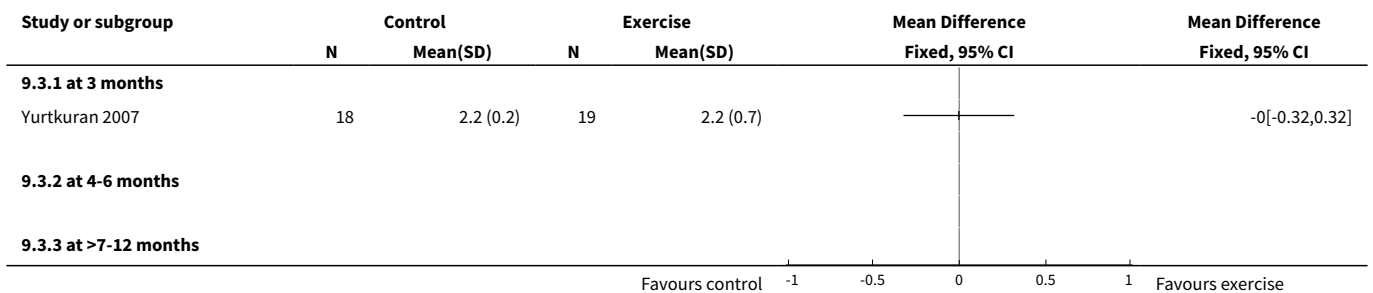 Study or subgroup Control Exercise Mean Difference Mean Difference
N Mean(SD) N Mean(SD) Fixed, 95% CI Fixed, 95% CI
9.3.1 at 3 months
Yurtkuran 2007 18 2.2 (0.2) 19 2.2 (0.7) -0[-0.32,0.32]
9.3.2 at 4-6 months
9.3.3 at >7-12 months
Favours control -1 -0.5 0 0.5 1 Favours exercise